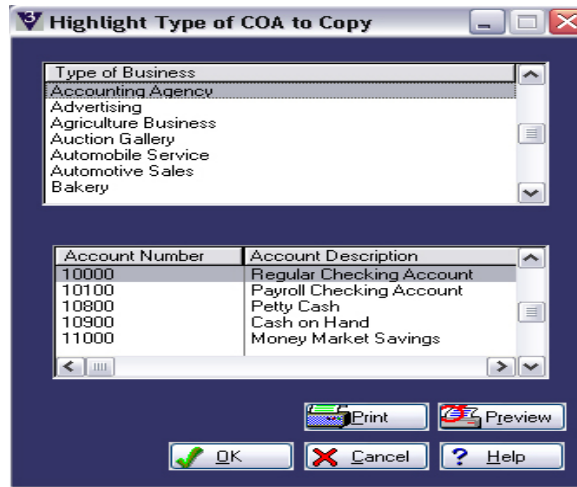 Highlight Type of COA to Copy
Type of Business
Accounting Agency
Advertising
Agriculture Business
Auction Gallery
Automobile Service
Automotive Sales
Bakery
Account Number Account Description
10000 Regular Checking Account
10100 Payroll Checking Account
10800 Petty Cash
10900 Cash on Hand
11000 Money Market Savings
Print Preview
OK Cancel ? Help